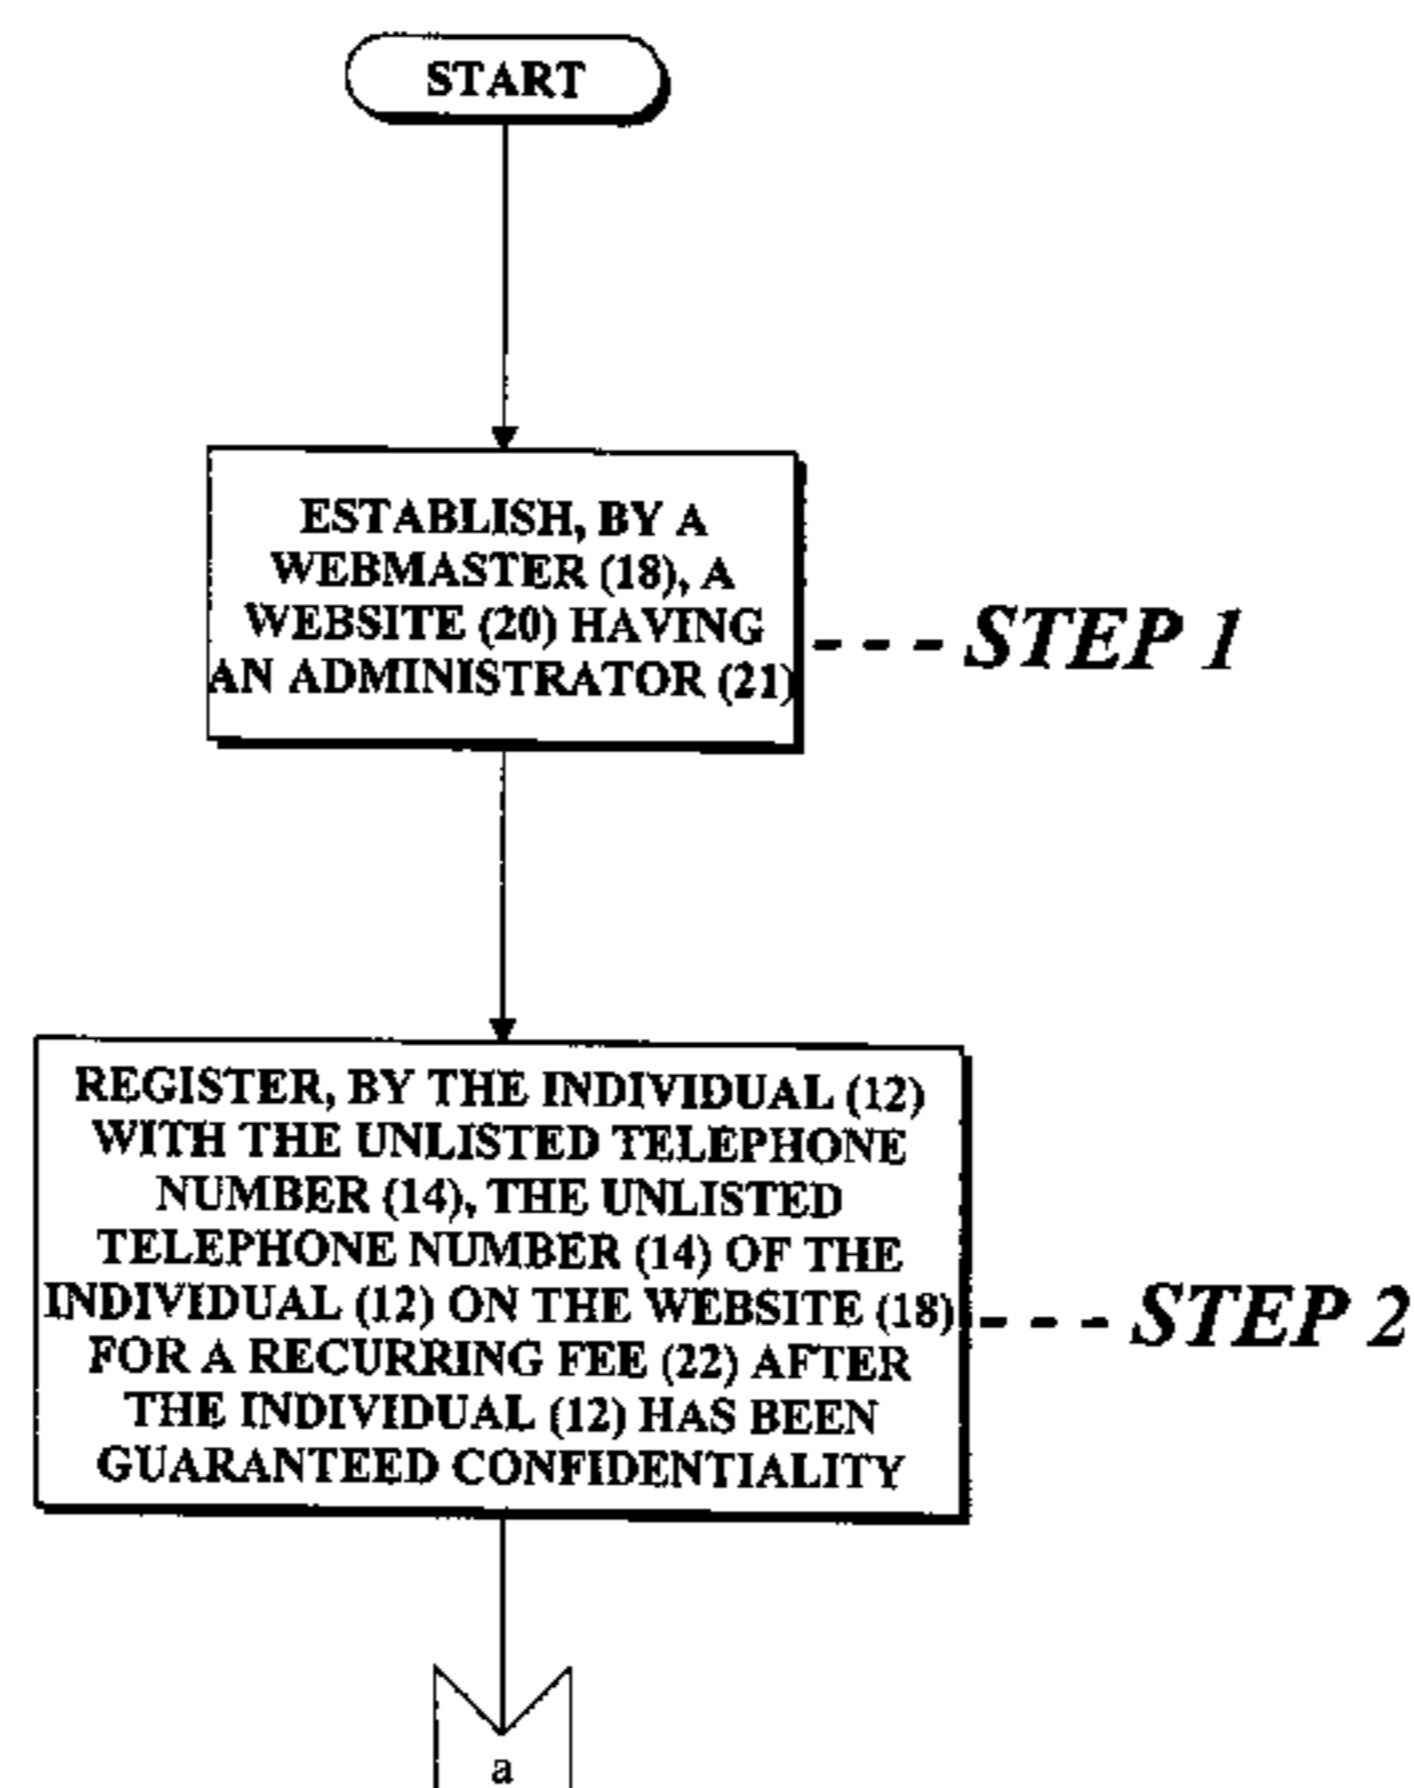 START
ESTABLISH, BY A
WEBMASTER (18), A
WEBSITE (20) HAVING
AN ADMINISTRATOR (21)
--- STEP 1
REGISTER, BY THE INDIVIDUAL (12)
WITH THE UNLISTED TELEPHONE
NUMBER (14), THE UNLISTED
TELEPHONE NUMBER (14) OF THE
INDIVIDUAL (12) ON THE WEBSITE (18)
FOR A RECURRING FEE (22) AFTER
THE INDIVIDUAL (12) HAS BEEN
GUARANTEED CONFIDENTIALITY
--- STEP 2
a